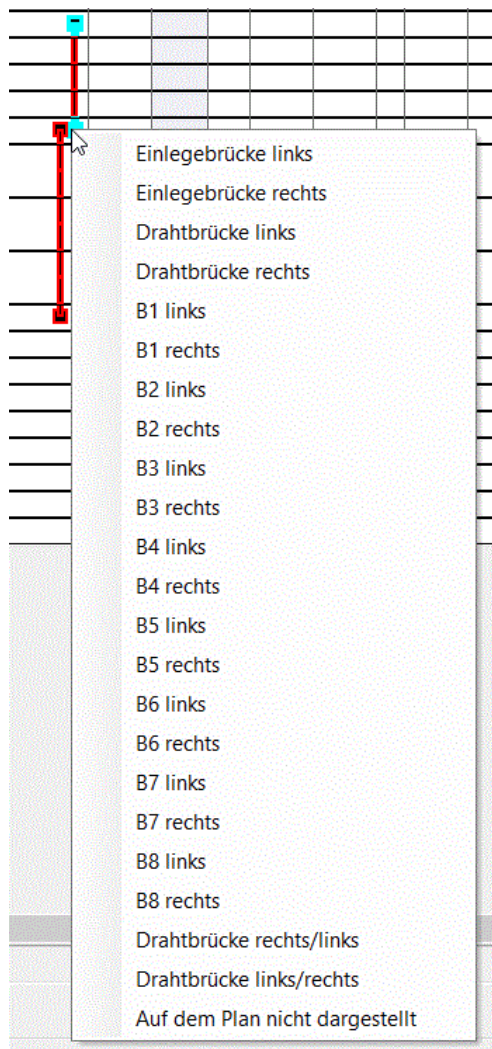 Einlegebrücke links
Einlegebrücke rechts
Drahtbrücke links
Drahtbrücke rechts
B1 links
B1 rechts
B2 links
B2 rechts
B3 links
B3 rechts
B4 links
B4 rechts
B5 links
B5 rechts
B6 links
B6 rechts
B7 links
B7 rechts
B8 links
B8 rechts
Drahtbrücke rechts/links
Drahtbrücke links/rechts
Auf dem Plan nicht dargestellt